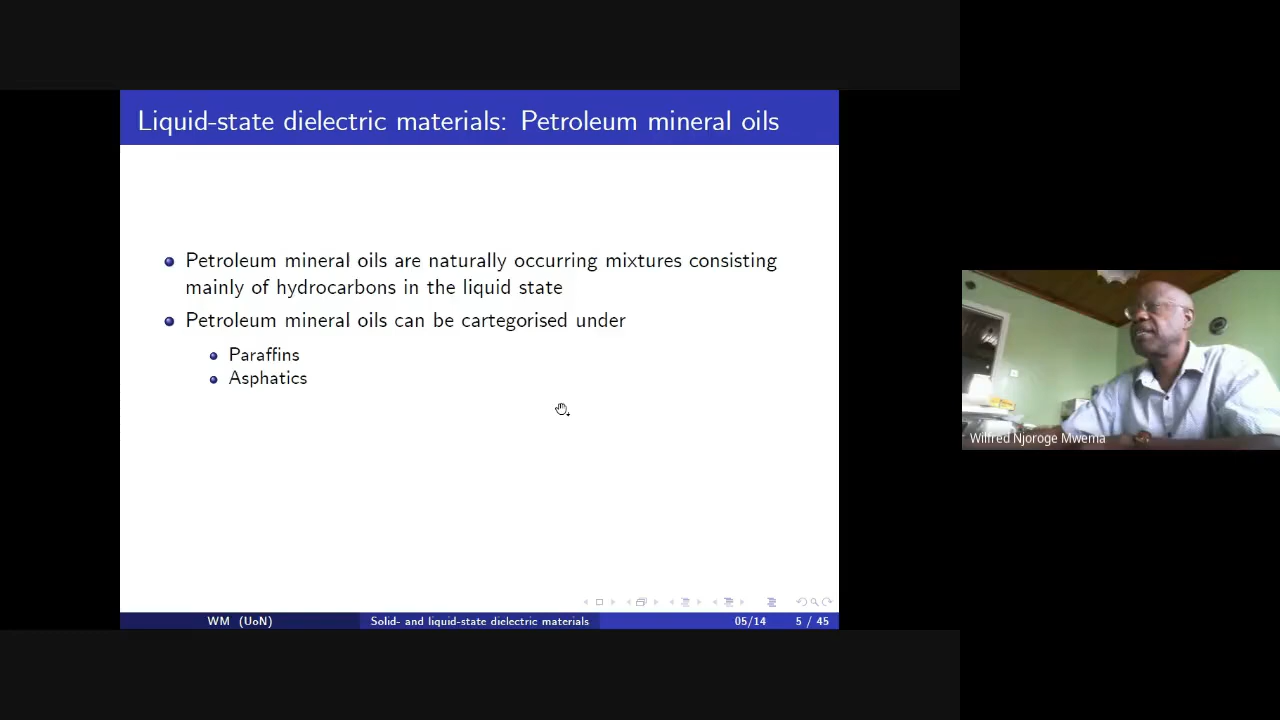 Liquid-state dielectric materials: Petroleum mineral oils
Petroleum mineral oils are naturally occurring mixtures consisting
mainly of hydrocarbons in the liquid state
Petroleum mineral oils can be cartegorised under
Paraffins
Asphatics
Wilfred Njoroge Mwema
WM (UoN)
Solid- and liquid-state dielectric materials
05/14
5 / 45